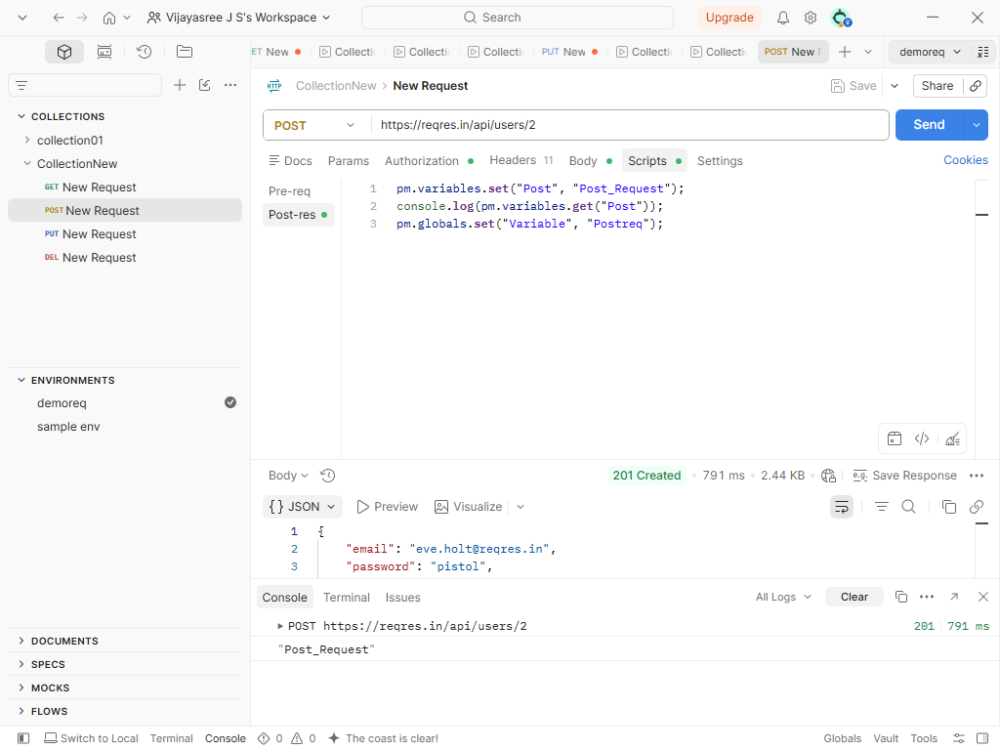 Vijayasree J S's Workspace
Search
Upgrade
ET New
Collecti
Collecti
Collecti
PUT New
Collecti
Collecti
POST New
demoreq
CollectionNew > New Request
Save
Share
POST
https://reqres.in/api/users/2
Send
Docs
Params
Authorization
Headers 11
Body
Scripts
Settings
Cookies
COLLECTIONS
collection01
CollectionNew
GET New Request
POST New Request
PUT New Request
DEL New Request
Pre-req
Post-res
1 pm.variables.set("Post", "Post_Request");
2 console.log(pm.variables.get("Post"));
3 pm.globals.set("Variable", "Postreq");
ENVIRONMENTS
demoreq
sample env
Body
201 Created
791 ms
2.44 KB
e.g. Save Response
{} JSON
Preview
Visualize
1 {
2 "email": "eve.holt@reqres.in",
3 "password": "pistol",
Console
Terminal
Issues
All Logs
Clear
POST https://reqres.in/api/users/2
201
791 ms
"Post_Request"
DOCUMENTS
SPECS
MOCKS
FLOWS
Switch to Local
Terminal
Console
0
0
The coast is clear!
Globals
Vault
Tools